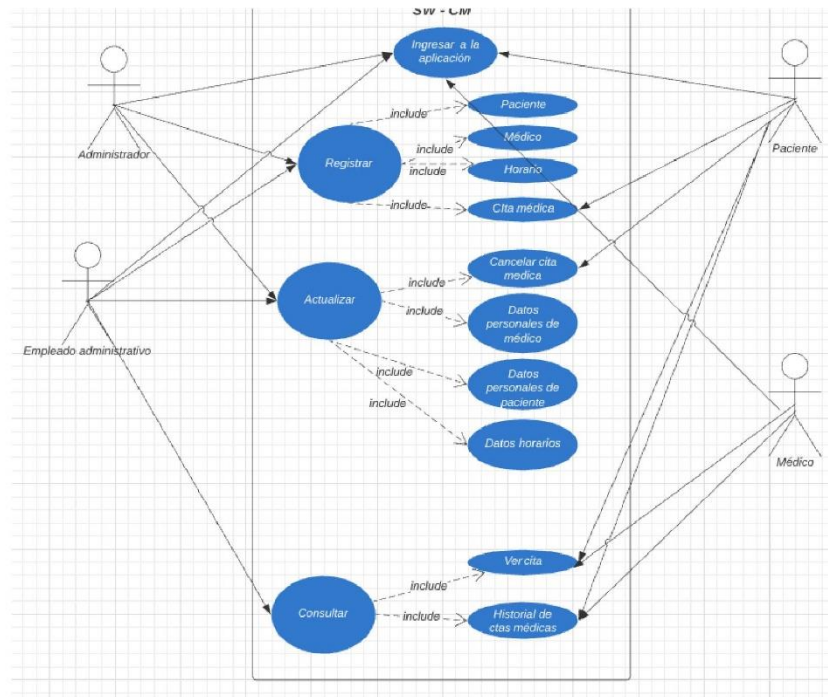 SW - CM
Ingresar a la
aplicación
Administrador
Paciente
Registrar
include
Paciente
include
Médico
include
Horario
include
CIta médica
Empleado administrativo
Actualizar
include
Cancelar cita
medica
include
Datos
personales de
médico
include
Datos
personales de
paciente
include
Datos horarios
Médico
Consultar
include
Ver cita
include
Historial de
ctas médicas